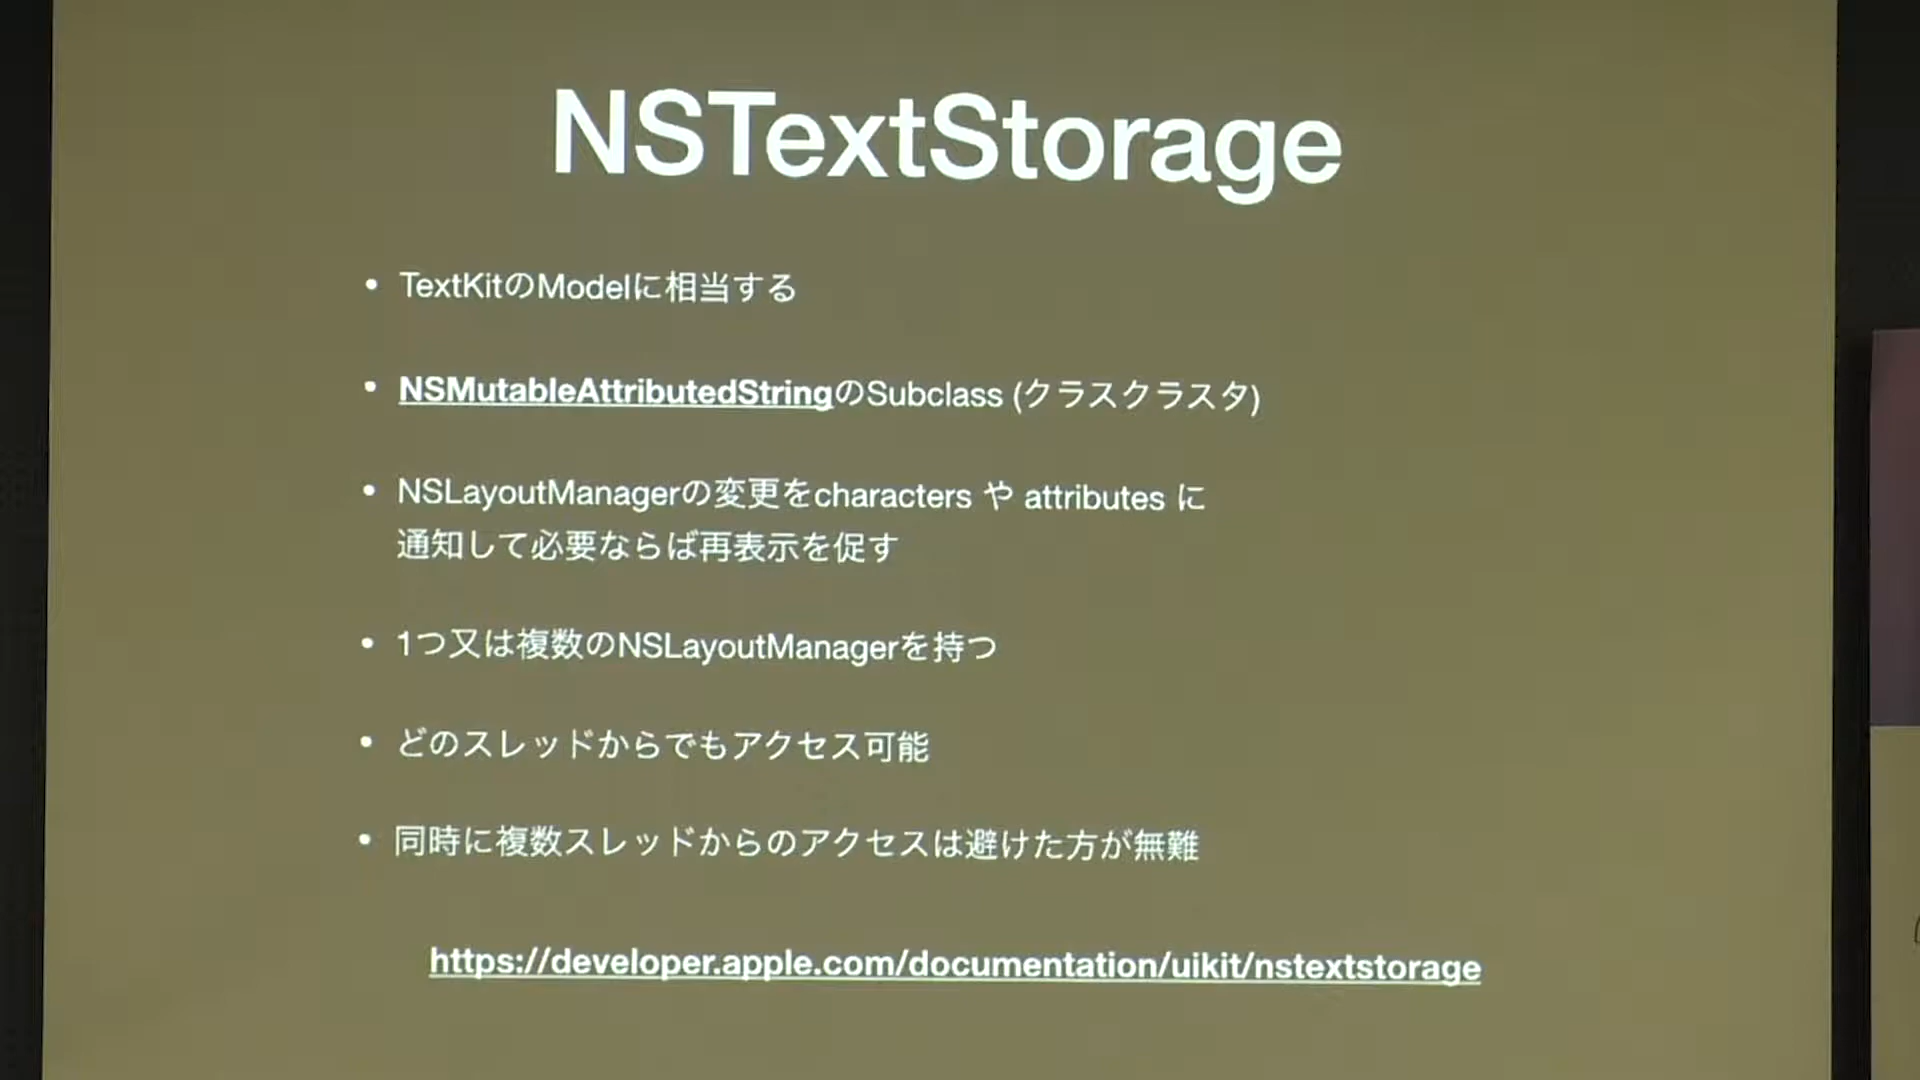 NSTextStorage
• TextKitのModelに相当する
• NSMutableAttributedStringのSubclass (クラスクラスタ)
• NSLayoutManagerの変更をcharacters や attributes に
通知して必要ならば再表示を促す
• 1つ又は複数のNSLayoutManagerを持つ
• どのスレッドからでもアクセス可能
• 同時に複数スレッドからのアクセスは避けた方が無難
https://developer.apple.com/documentation/uikit/nstextstorage